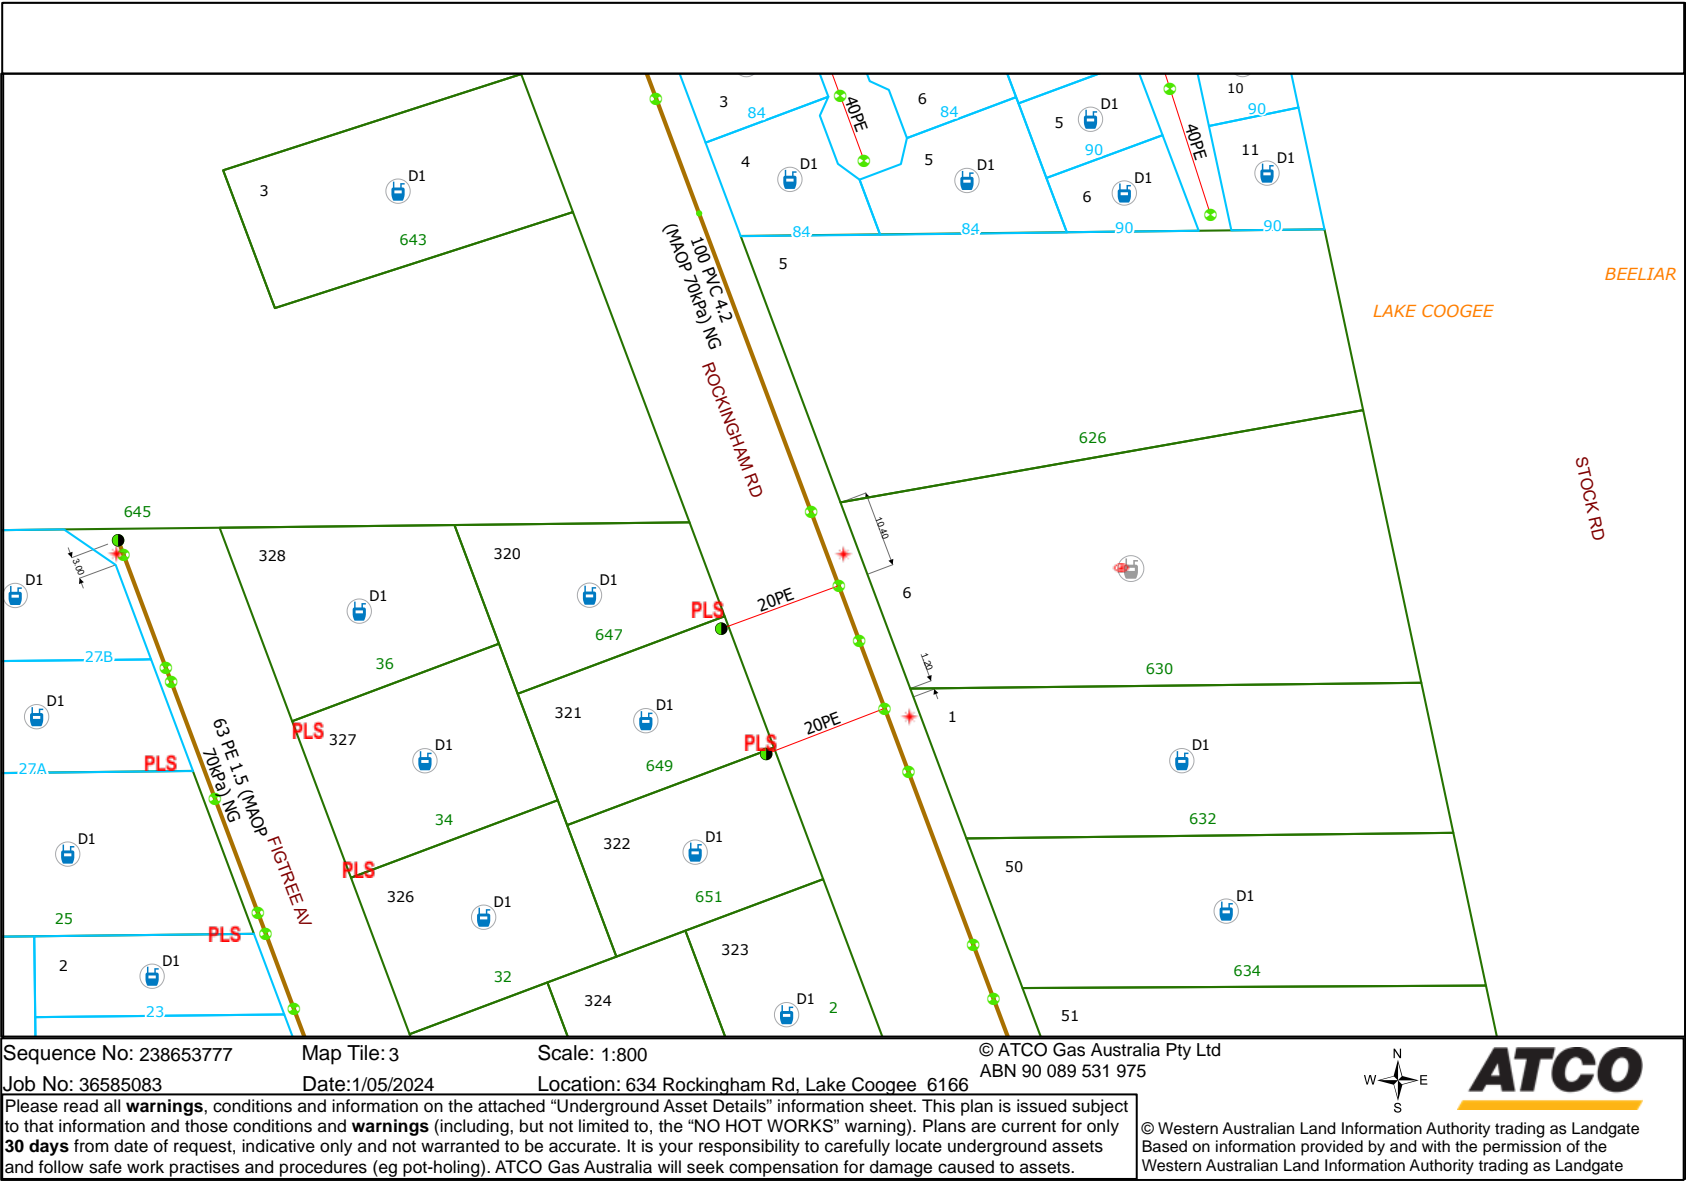 3
84
40PE
6
84
5
D1
90
40PE
10
90
4
D1
5
D1
6
D1
11
D1
84
84
90
90
3
D1
643
100 PVC 4.2
(MAOP 70kPa) NG
5
BEELIAR
LAKE COOGEE
ROCKINGHAM RD
626
STOCK RD
645
10.40
3.00
328
D1
36
320
D1
647
PLS
20PE
6
630
1.20
D1
27B
D1
27A
PLS
63 PE 1.5 (MAOP
70kPa) NG
FIGTREE AV
PLS
327
D1
34
321
D1
649
PLS
20PE
1
D1
632
D1
25
PLS
PLS
326
D1
32
322
D1
651
50
D1
634
2
D1
23
324
323
D1
2
51
Sequence No: 238653777
Map Tile: 3
Scale: 1:800
Job No: 36585083
Date:1/05/2024
Location: 634 Rockingham Rd, Lake Coogee 6166
© ATCO Gas Australia Pty Ltd
ABN 90 089 531 975
N
W E
S
ATCO
Please read all warnings, conditions and information on the attached “Underground Asset Details” information sheet. This plan is issued subject
to that information and those conditions and warnings (including, but not limited to, the “NO HOT WORKS” warning). Plans are current for only
30 days from date of request, indicative only and not warranted to be accurate. It is your responsibility to carefully locate underground assets
and follow safe work practises and procedures (eg pot-holing). ATCO Gas Australia will seek compensation for damage caused to assets.
© Western Australian Land Information Authority trading as Landgate
Based on information provided by and with the permission of the
Western Australian Land Information Authority trading as Landgate